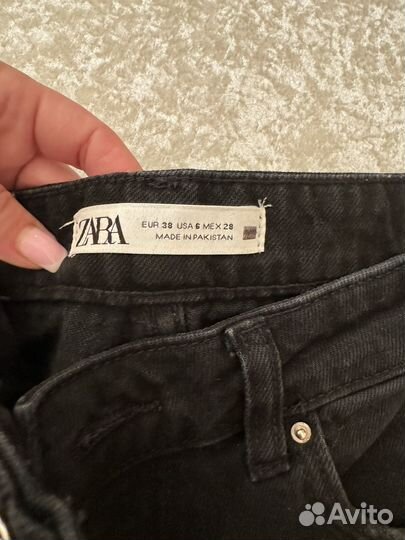 ZARA
EUR 38 USA 6 MEX 28
MADE IN PAKISTAN
Avito